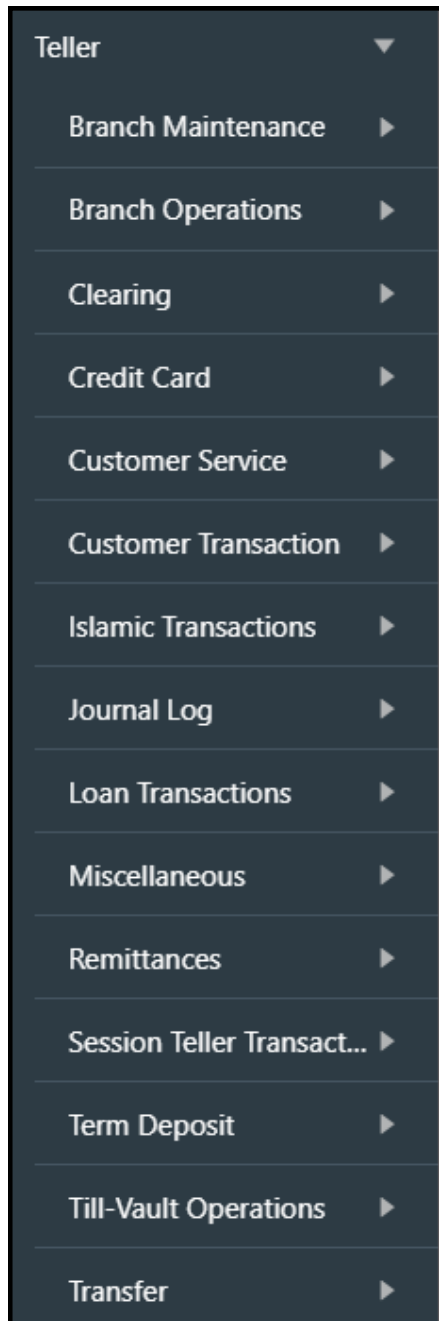 Teller
Branch Maintenance
Branch Operations
Clearing
Credit Card
Customer Service
Customer Transaction
Islamic Transactions
Journal Log
Loan Transactions
Miscellaneous
Remittances
Session Teller Transact...
Term Deposit
Till-Vault Operations
Transfer